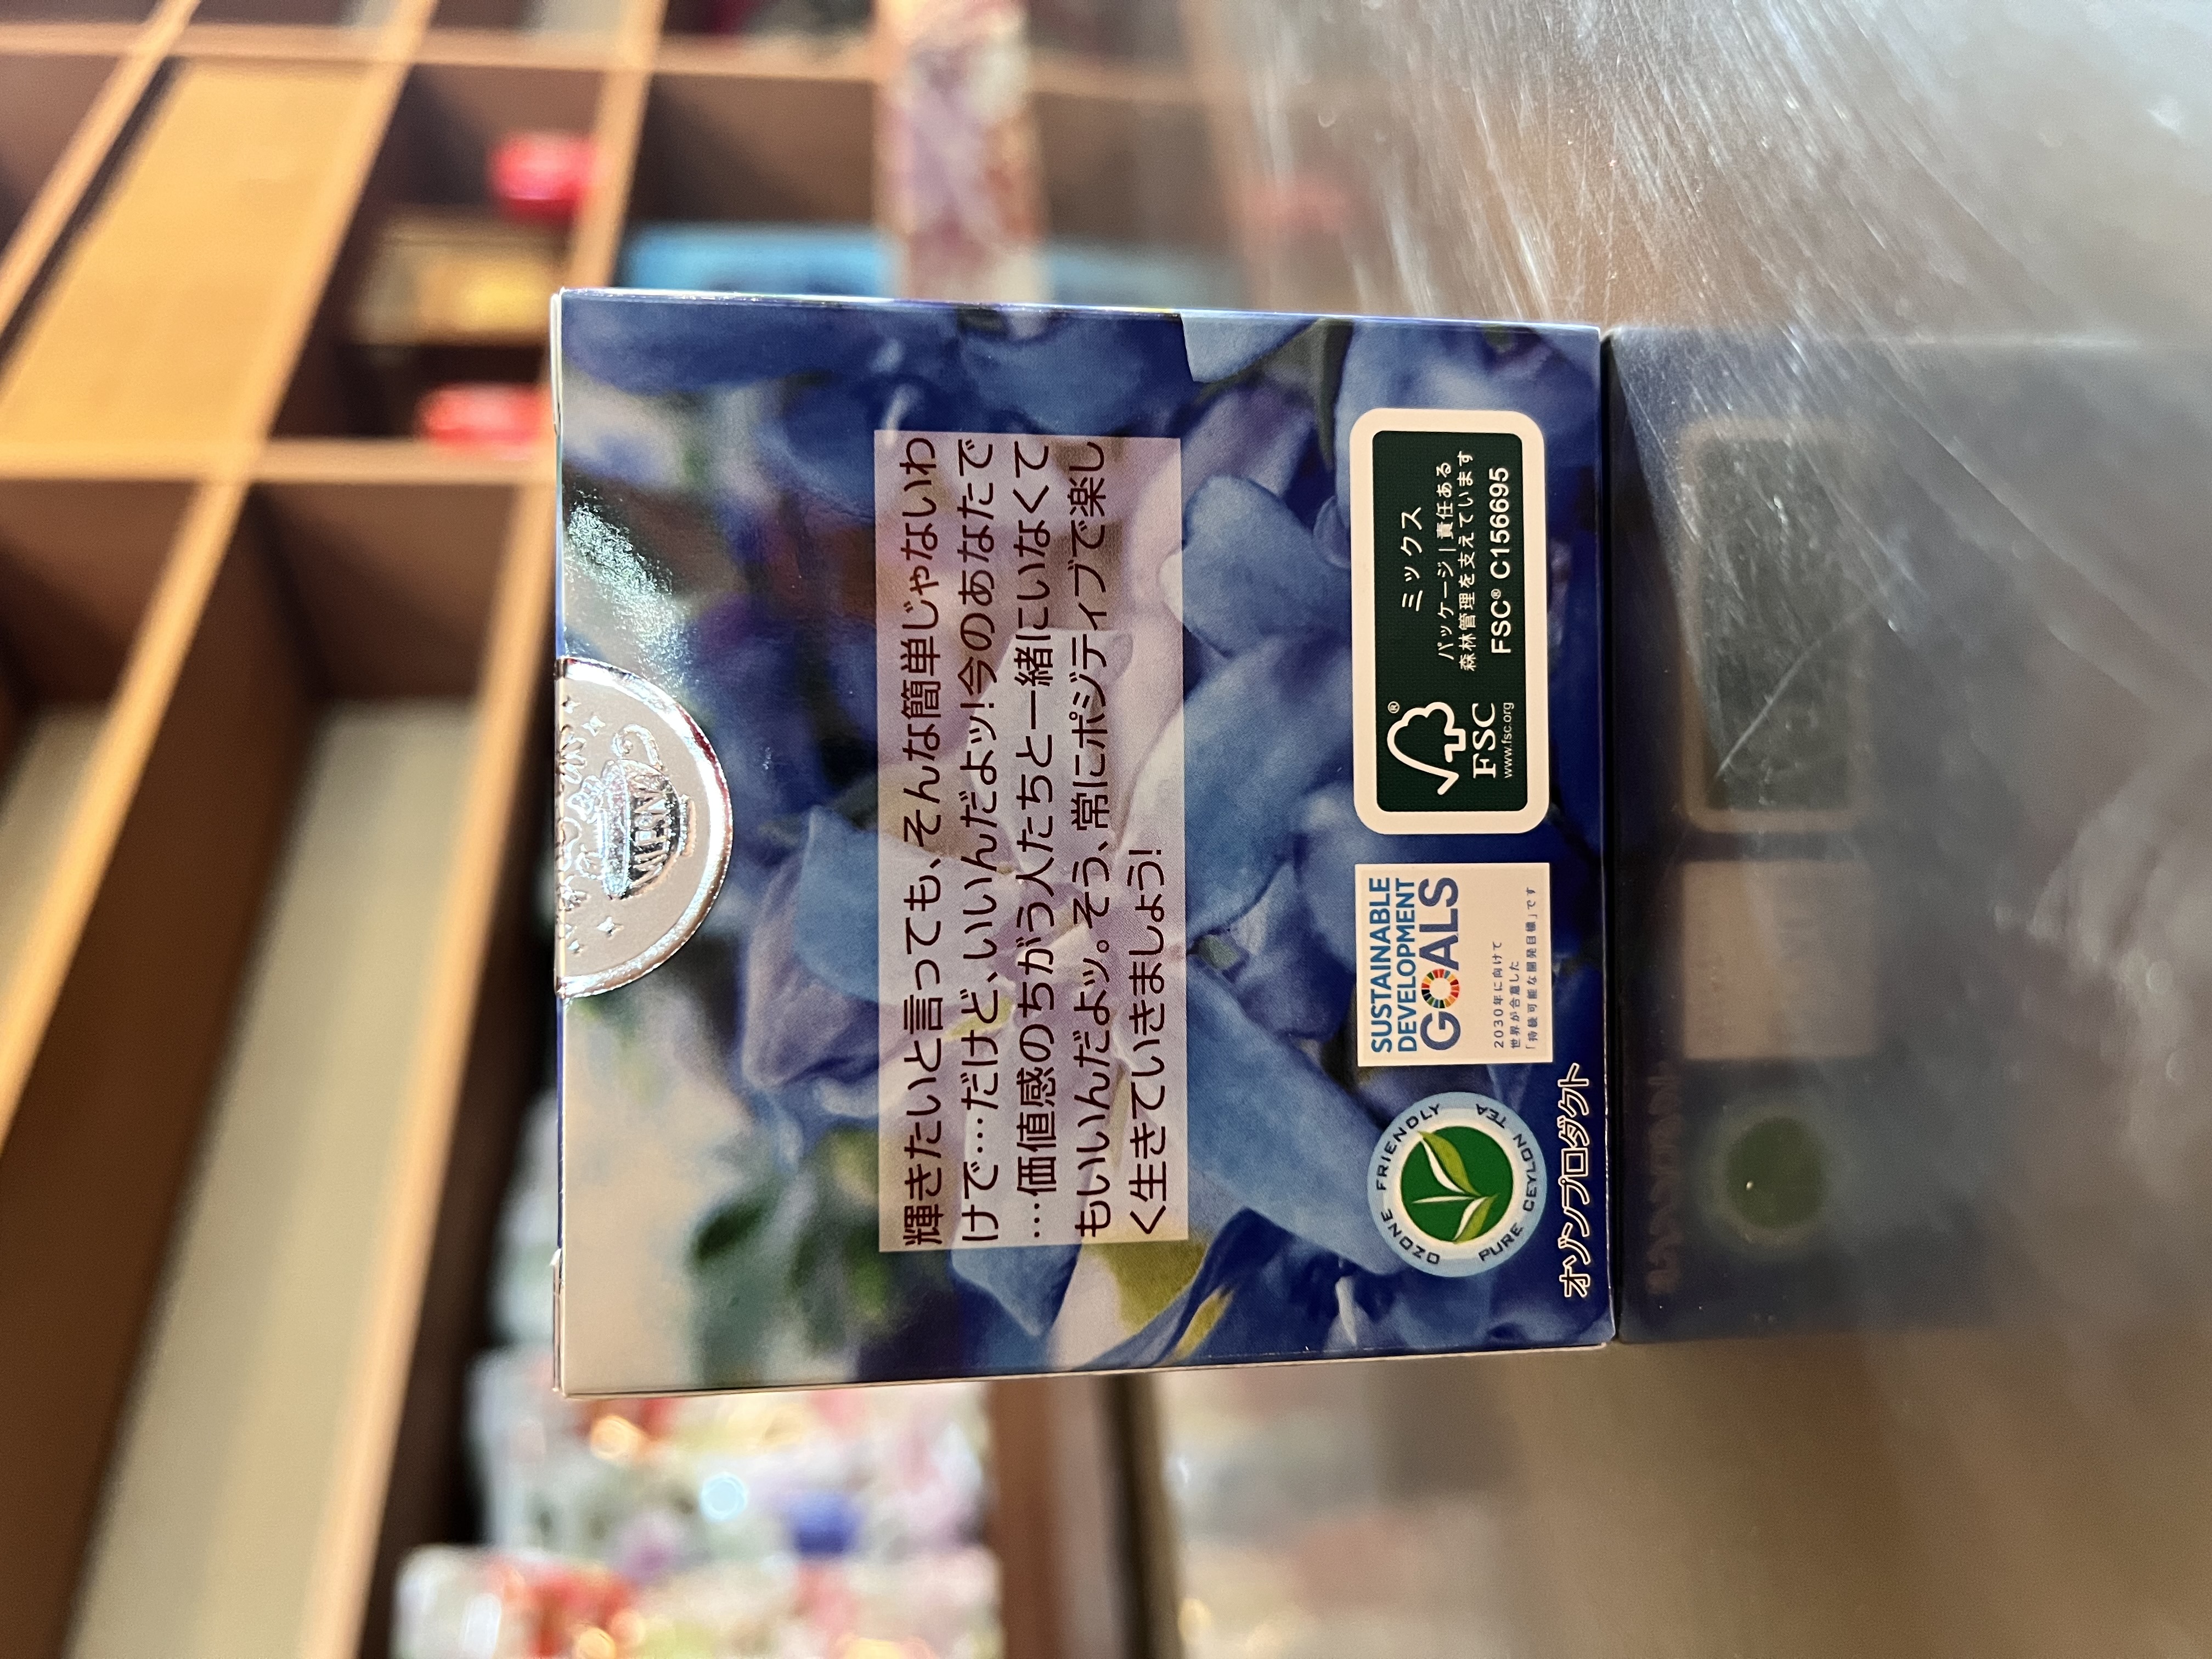 輝きたいと言っても、そんな簡単じゃないわ
けで…だけど、いいんだよッ!今のあなたで
…価値感のちがう人たちと一緒にいなくて
もいいんだよッ。そう、常にポジティブで楽し
く生きていきましょう!
OZONE FRIENDLY
PURE CEYLON TEA
オゾンプロダクト
SUSTAINABLE
DEVELOPMENT
GOALS
2030年に向けて
世界が合意した
「持続可能な開発目標」です
FSC®
www.fsc.org
ミックス
パッケージ | 責任ある
森林管理を支えています
FSC® C156695